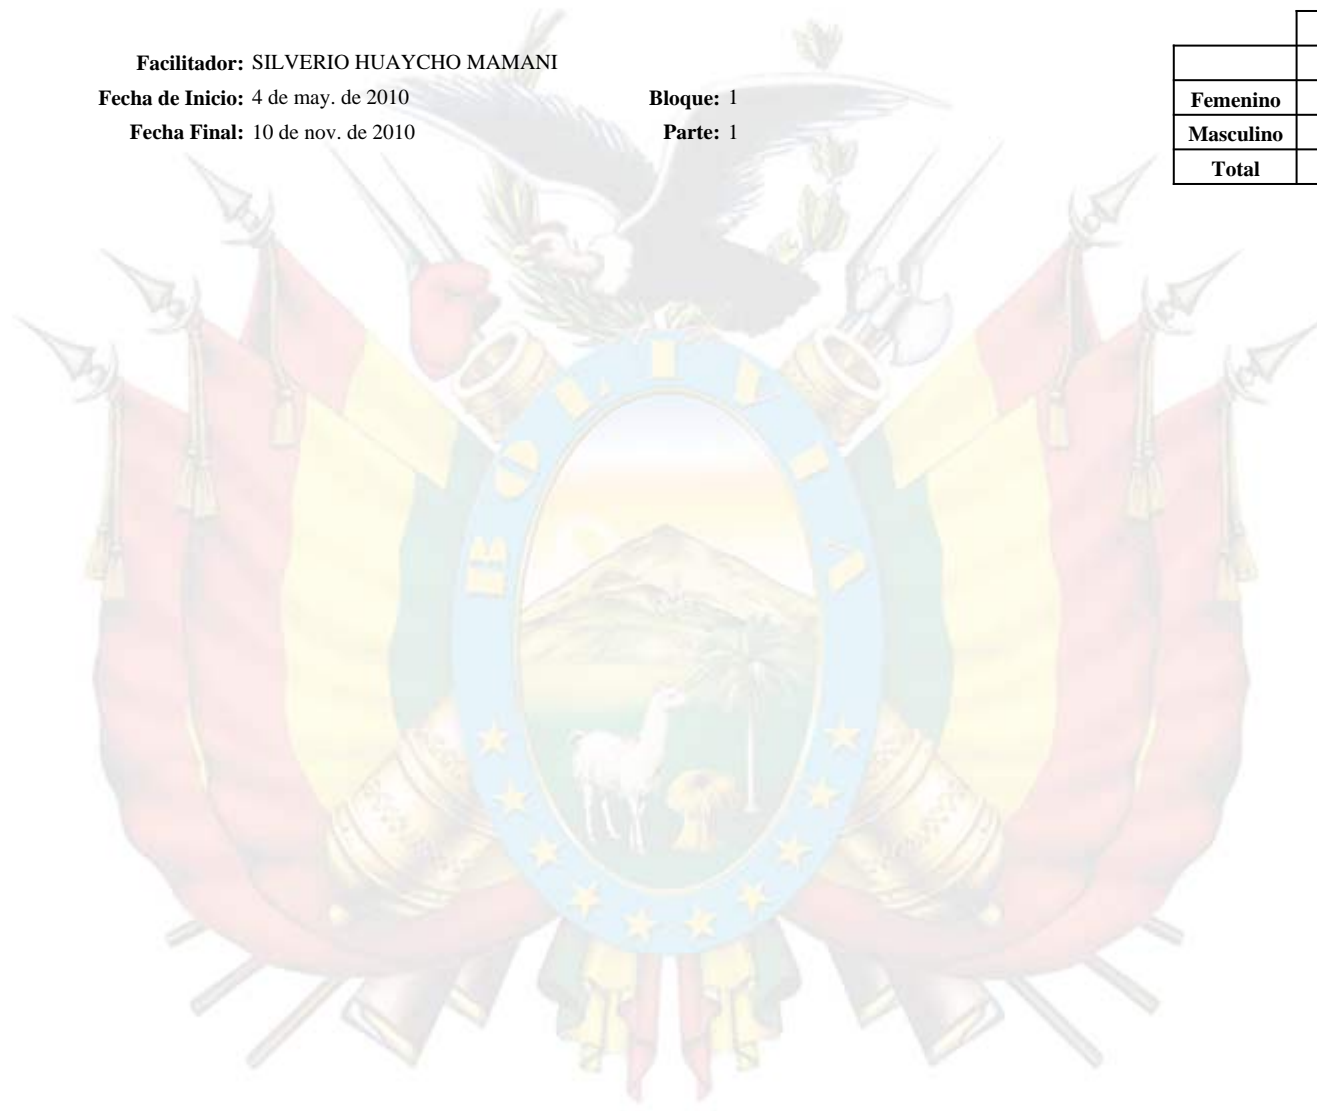 Facilitador: SILVERIO HUAYCHO MAMANI
Fecha de Inicio: 4 de may. de 2010 Bloque: 1
Fecha Final: 10 de nov. de 2010 Parte: 1
Femenino
Masculino
Total
BOLIVIA